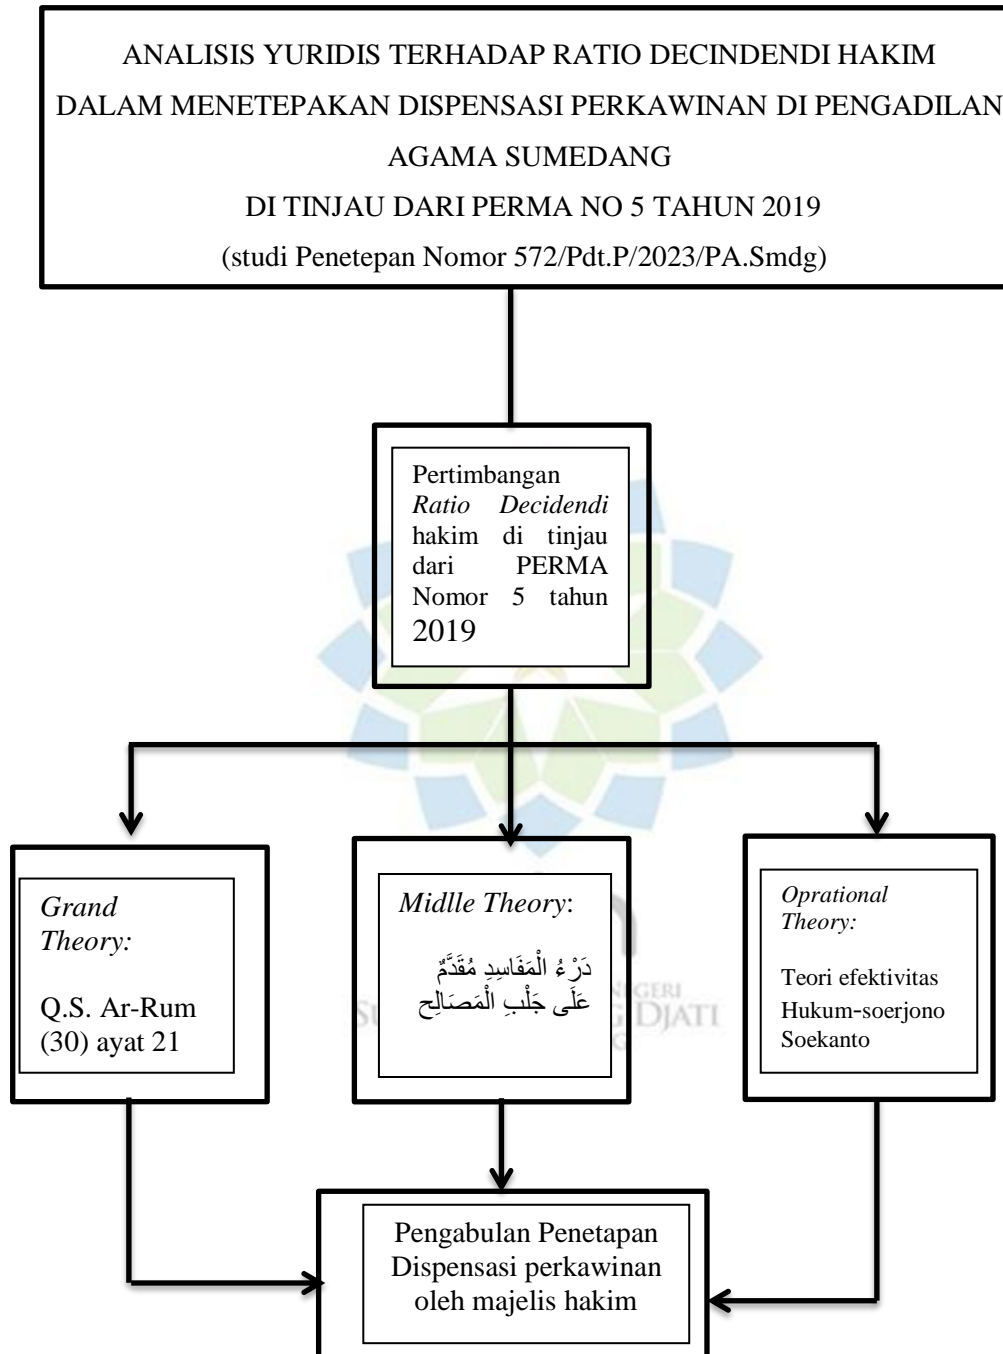 ANALISIS YURIDIS TERHADAP RATIO DECINDENDI HAKIM
DALAM MENETEPAKAN DISPENSASI PERKAWINAN DI PENGADILAN
AGAMA SUMEDANG
DI TINJAU DARI PERMA NO 5 TAHUN 2019
(studi Penetepan Nomor 572/Pdt.P/2023/PA.Smdg)
Pertimbangan
Ratio Decidendi
hakim di tinjau
dari PERMA
Nomor 5 tahun
2019
Grand
Theory:
Q.S. Ar-Rum
(30) ayat 21
Midlle Theory:
دَرْءُ الْمَفَاسِدِ مُقَدَّمٌ
عَلَى جَلْبِ الْمَصَالِح
Oprational
Theory:
Teori efektivitas
Hukum-soerjono
Soekanto
Pengabulan Penetapan
Dispensasi perkawinan
oleh majelis hakim
NEGERI
DJATI